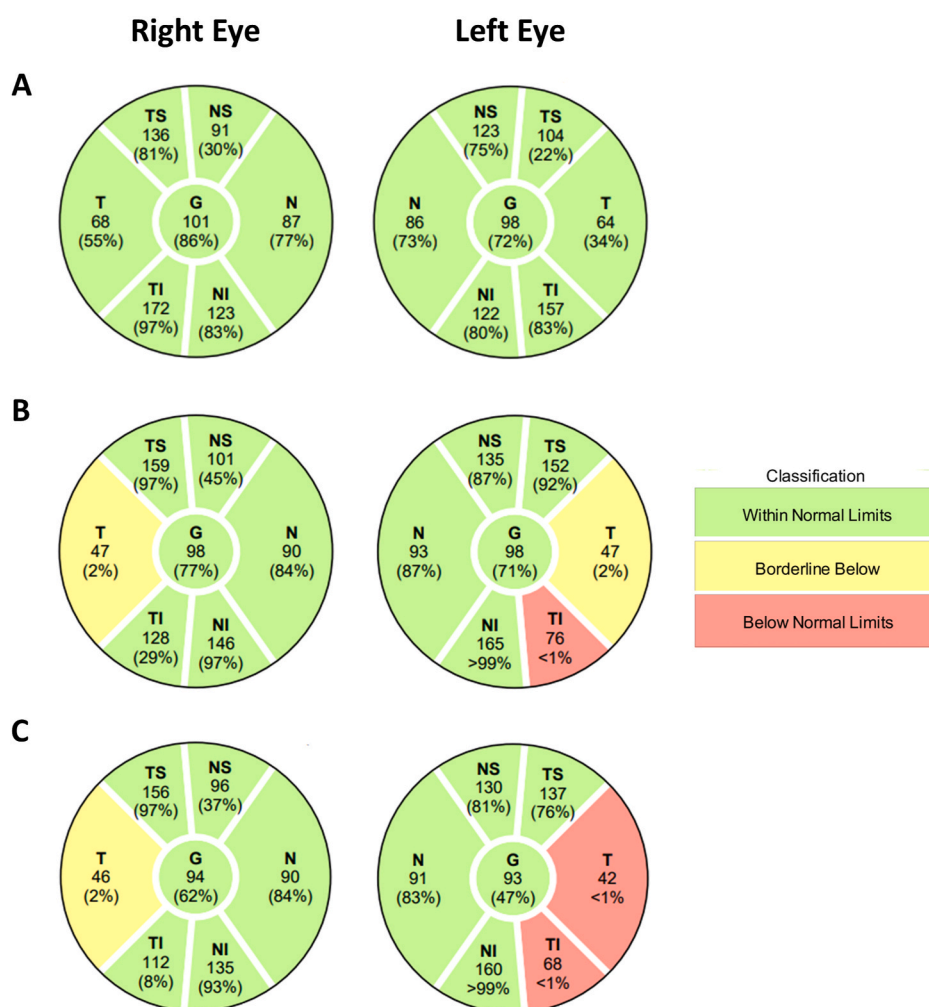 Right Eye
Left Eye
A
TS
136
(81%)
NS
91
(30%)
T
68
(55%)
G
101
(86%)
N
87
(77%)
TI
172
(97%)
NI
123
(83%)
NS
123
(75%)
TS
104
(22%)
N
86
(73%)
G
98
(72%)
T
64
(34%)
NI
122
(80%)
TI
157
(83%)
B
TS
159
(97%)
NS
101
(45%)
T
47
(2%)
G
98
(77%)
N
90
(84%)
TI
128
(29%)
NI
146
(97%)
NS
135
(87%)
TS
152
(92%)
N
93
(87%)
G
98
(71%)
T
47
(2%)
NI
165
>99%
TI
76
<1%
Classification
Within Normal Limits
Borderline Below
Below Normal Limits
C
TS
156
(97%)
NS
96
(37%)
T
46
(2%)
G
94
(62%)
N
90
(84%)
TI
112
(8%)
NI
135
(93%)
NS
130
(81%)
TS
137
(76%)
N
91
(83%)
G
93
(47%)
T
42
<1%
NI
160
>99%
TI
68
<1%